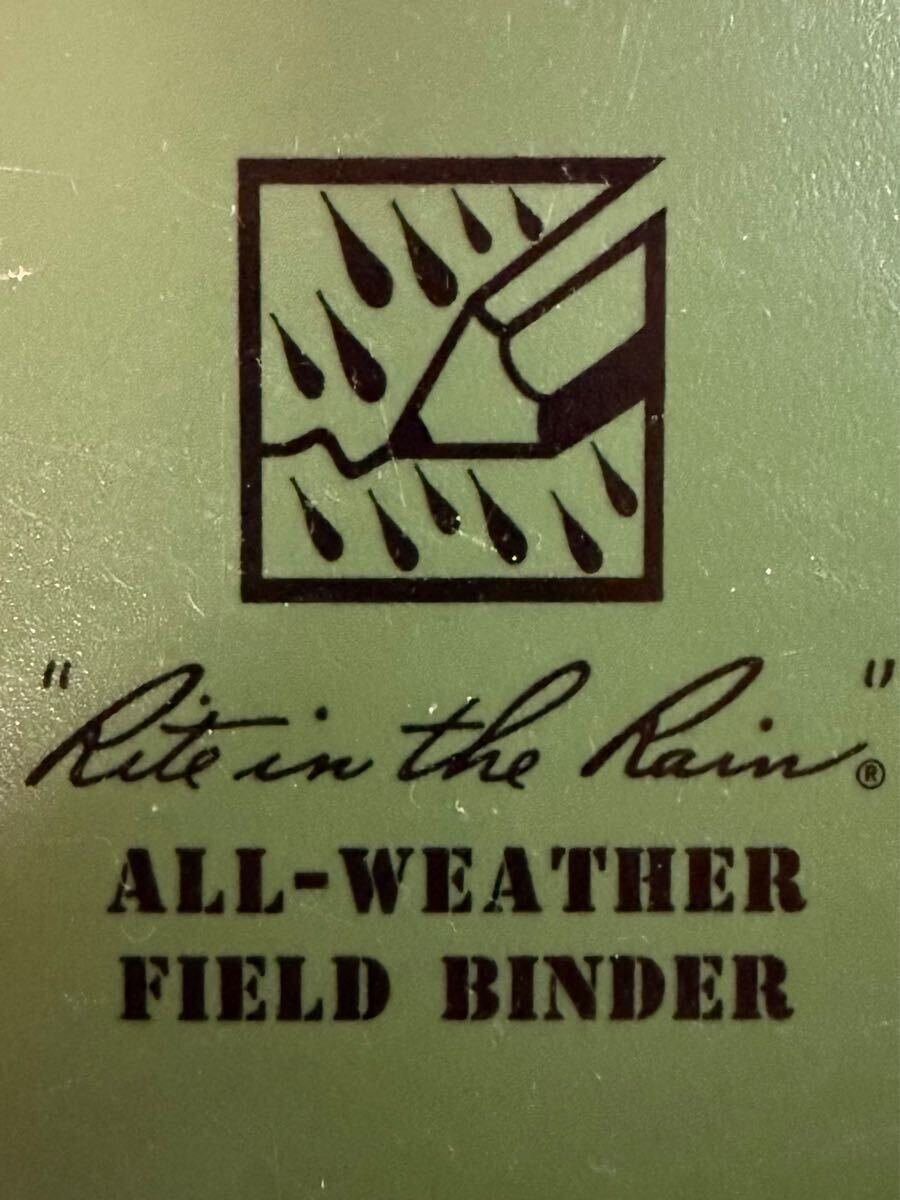 "Rite in the Rain"®
ALL-WEATHER
FIELD BINDER